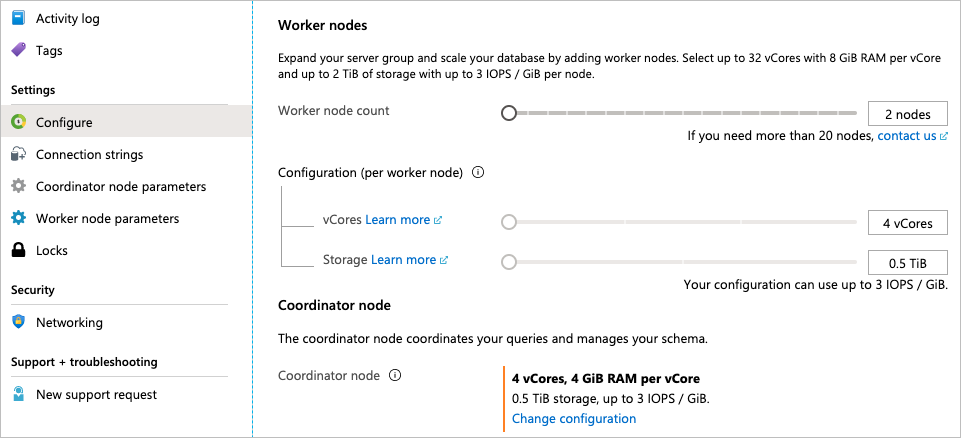 Activity log
Tags
Settings
Configure
Connection strings
Coordinator node parameters
Worker node parameters
Locks
Security
Networking
Support + troubleshooting
New support request
Worker nodes
Expand your server group and scale your database by adding worker nodes. Select up to 32 vCores with 8 GiB RAM per vCore
and up to 2 TiB of storage with up to 3 IOPS / GiB per node.
Worker node count
2 nodes
If you need more than 20 nodes, contact us
Configuration (per worker node)
vCores Learn more
4 vCores
Storage Learn more
0.5 TiB
Your configuration can use up to 3 IOPS / GiB.
Coordinator node
The coordinator node coordinates your queries and manages your schema.
Coordinator node
4 vCores, 4 GiB RAM per vCore
0.5 TiB storage, up to 3 IOPS / GiB.
Change configuration